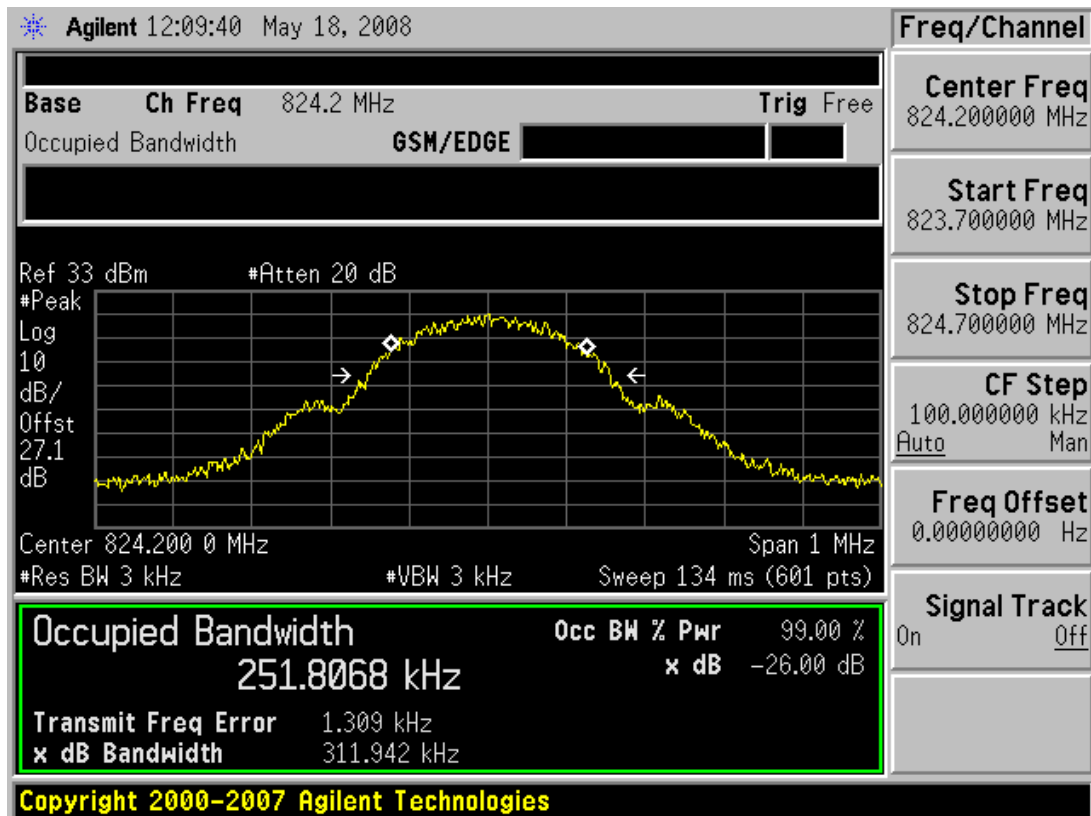 Agilent 12:09:40 May 18, 2008
Base Ch Freq 824.2 MHz Trig Free
Occupied Bandwidth GSM/EDGE
Ref 33 dBm #Atten 20 dB
#Peak
Log
10
dB/
Offst
27.1
dB
Center 824.200 0 MHz Span 1 MHz
#Res BW 3 kHz #VBW 3 kHz Sweep 134 ms (601 pts)
Occupied Bandwidth
251.8068 kHz
Occ BW % Pwr 99.00 %
x dB -26.00 dB
Transmit Freq Error 1.309 kHz
x dB Bandwidth 311.942 kHz
Copyright 2000-2007 Agilent Technologies
Freq/Channel
Center Freq
824.200000 MHz
Start Freq
823.700000 MHz
Stop Freq
824.700000 MHz
CF Step
100.000000 kHz
Auto Man
Freq Offset
0.00000000 Hz
Signal Track
On Off